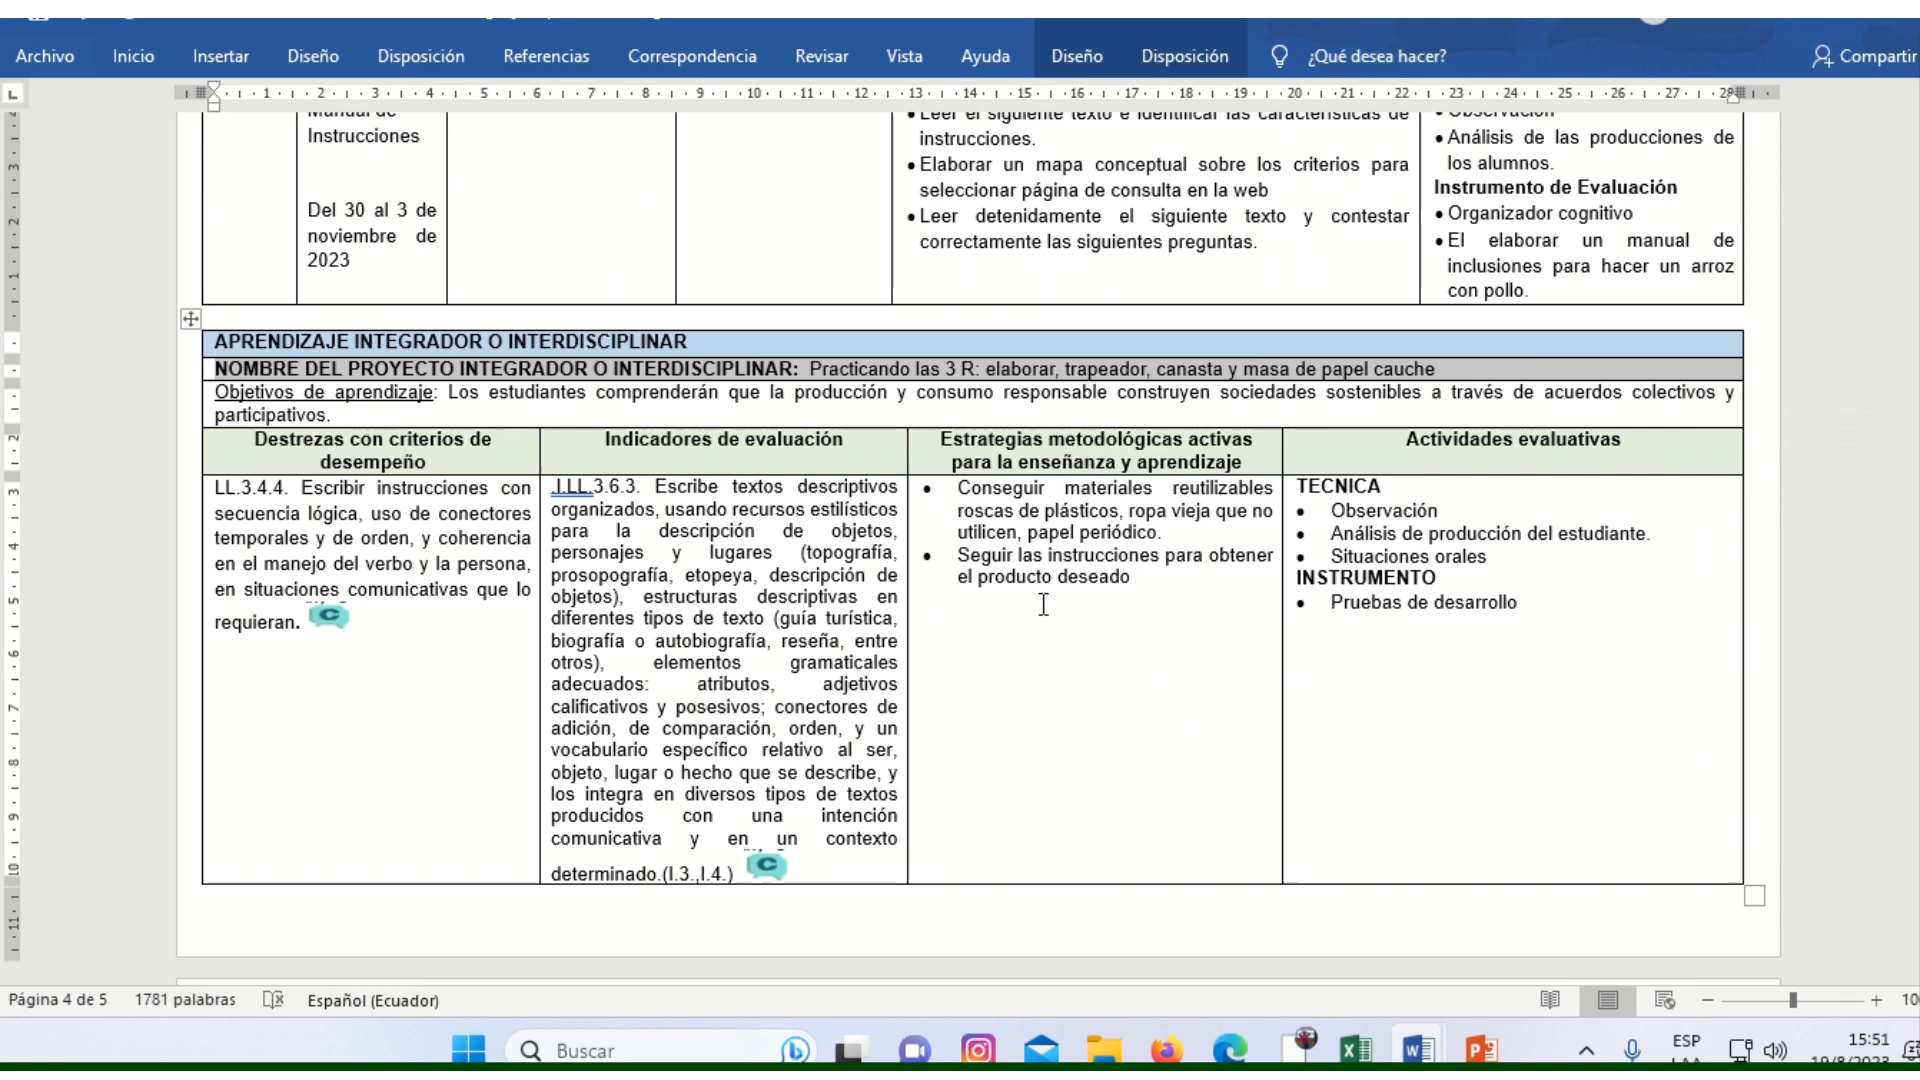 Archivo Inicio Insertar Diseño Disposición Referencias Correspondencia Revisar Vista Ayuda Diseño Disposición ¿Qué desea hacer? Compartir
Manual de
Instrucciones
Del 30 al 3 de
noviembre de
2023
• Leer el siguiente texto e identificar las características de
instrucciones.
• Elaborar un mapa conceptual sobre los criterios para
seleccionar página de consulta en la web
• Leer detenidamente el siguiente texto y contestar
correctamente las siguientes preguntas.
• Observación
• Análisis de las producciones de
los alumnos.
Instrumento de Evaluación
• Organizador cognitivo
• El elaborar un manual de
inclusiones para hacer un arroz
con pollo.
APRENDIZAJE INTEGRADOR O INTERDISCIPLINAR
NOMBRE DEL PROYECTO INTEGRADOR O INTERDISCIPLINAR: Practicando las 3 R: elaborar, trapeador, canasta y masa de papel cauche
Objetivos de aprendizaje: Los estudiantes comprenderán que la producción y consumo responsable construyen sociedades sostenibles a través de acuerdos colectivos y
participativos.
Destrezas con criterios de
desempeño
Indicadores de evaluación
Estrategias metodológicas activas
para la enseñanza y aprendizaje
Actividades evaluativas
LL.3.4.4. Escribir instrucciones con
secuencia lógica, uso de conectores
temporales y de orden, y coherencia
en el manejo del verbo y la persona,
en situaciones comunicativas que lo
requieran. C
.I.LL.3.6.3. Escribe textos descriptivos
organizados, usando recursos estilísticos
para la descripción de objetos,
personajes y lugares (topografía,
prosopografía, etopeya, descripción de
objetos), estructuras descriptivas en
diferentes tipos de texto (guía turística,
biografía o autobiografía, reseña, entre
otros), elementos gramaticales
adecuados: atributos, adjetivos
calificativos y posesivos; conectores de
adición, de comparación, orden, y un
vocabulario específico relativo al ser,
objeto, lugar o hecho que se describe, y
los integra en diversos tipos de textos
producidos con una intención
comunicativa y en un contexto
determinado.(I.3.,I.4.) C
• Conseguir materiales reutilizables
roscas de plásticos, ropa vieja que no
utilicen, papel periódico.
• Seguir las instrucciones para obtener
el producto deseado
TECNICA
• Observación
• Análisis de producción del estudiante.
• Situaciones orales
INSTRUMENTO
• Pruebas de desarrollo
Página 4 de 5 1781 palabras Español (Ecuador)
Buscar
ESP
15:51
19/8/2023